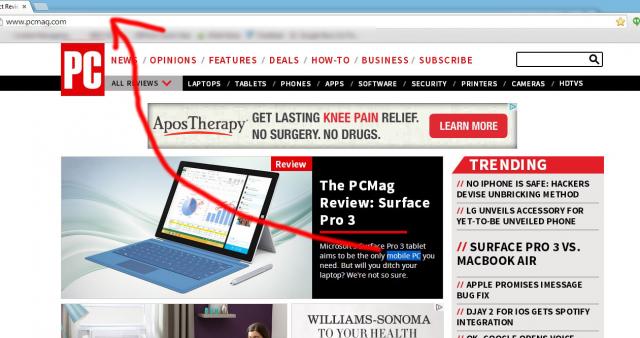 ct Revi
www.pcmag.com
PC
NEWS / OPINIONS / FEATURES / DEALS / HOW-TO / BUSINESS / SUBSCRIBE
ALL REVIEWS
LAPTOPS / TABLETS / PHONES / APPS / SOFTWARE / SECURITY / PRINTERS / CAMERAS / HDTVS
AposTherapy
GET LASTING KNEE PAIN RELIEF.
NO SURGERY. NO DRUGS.
LEARN MORE
Review
The PCMag
Review: Surface
Pro 3
Microsoft's Surface Pro 3 tablet
aims to be the only mobile PC you
need. But will you ditch your
laptop? We're not so sure.
TRENDING
// NO IPHONE IS SAFE: HACKERS
DEVISE UNBRICKING METHOD
// LG UNVEILS ACCESSORY FOR
YET-TO-BE UNVEILED PHONE
// SURFACE PRO 3 VS.
MACBOOK AIR
// APPLE PROMISES IMESSAGE
BUG FIX
// DJAY 2 FOR IOS GETS SPOTIFY
INTEGRATION
// OK, GOOGLE OPENS VOICE
WILLIAMS-SONOMA
TO YOUR HEALTH